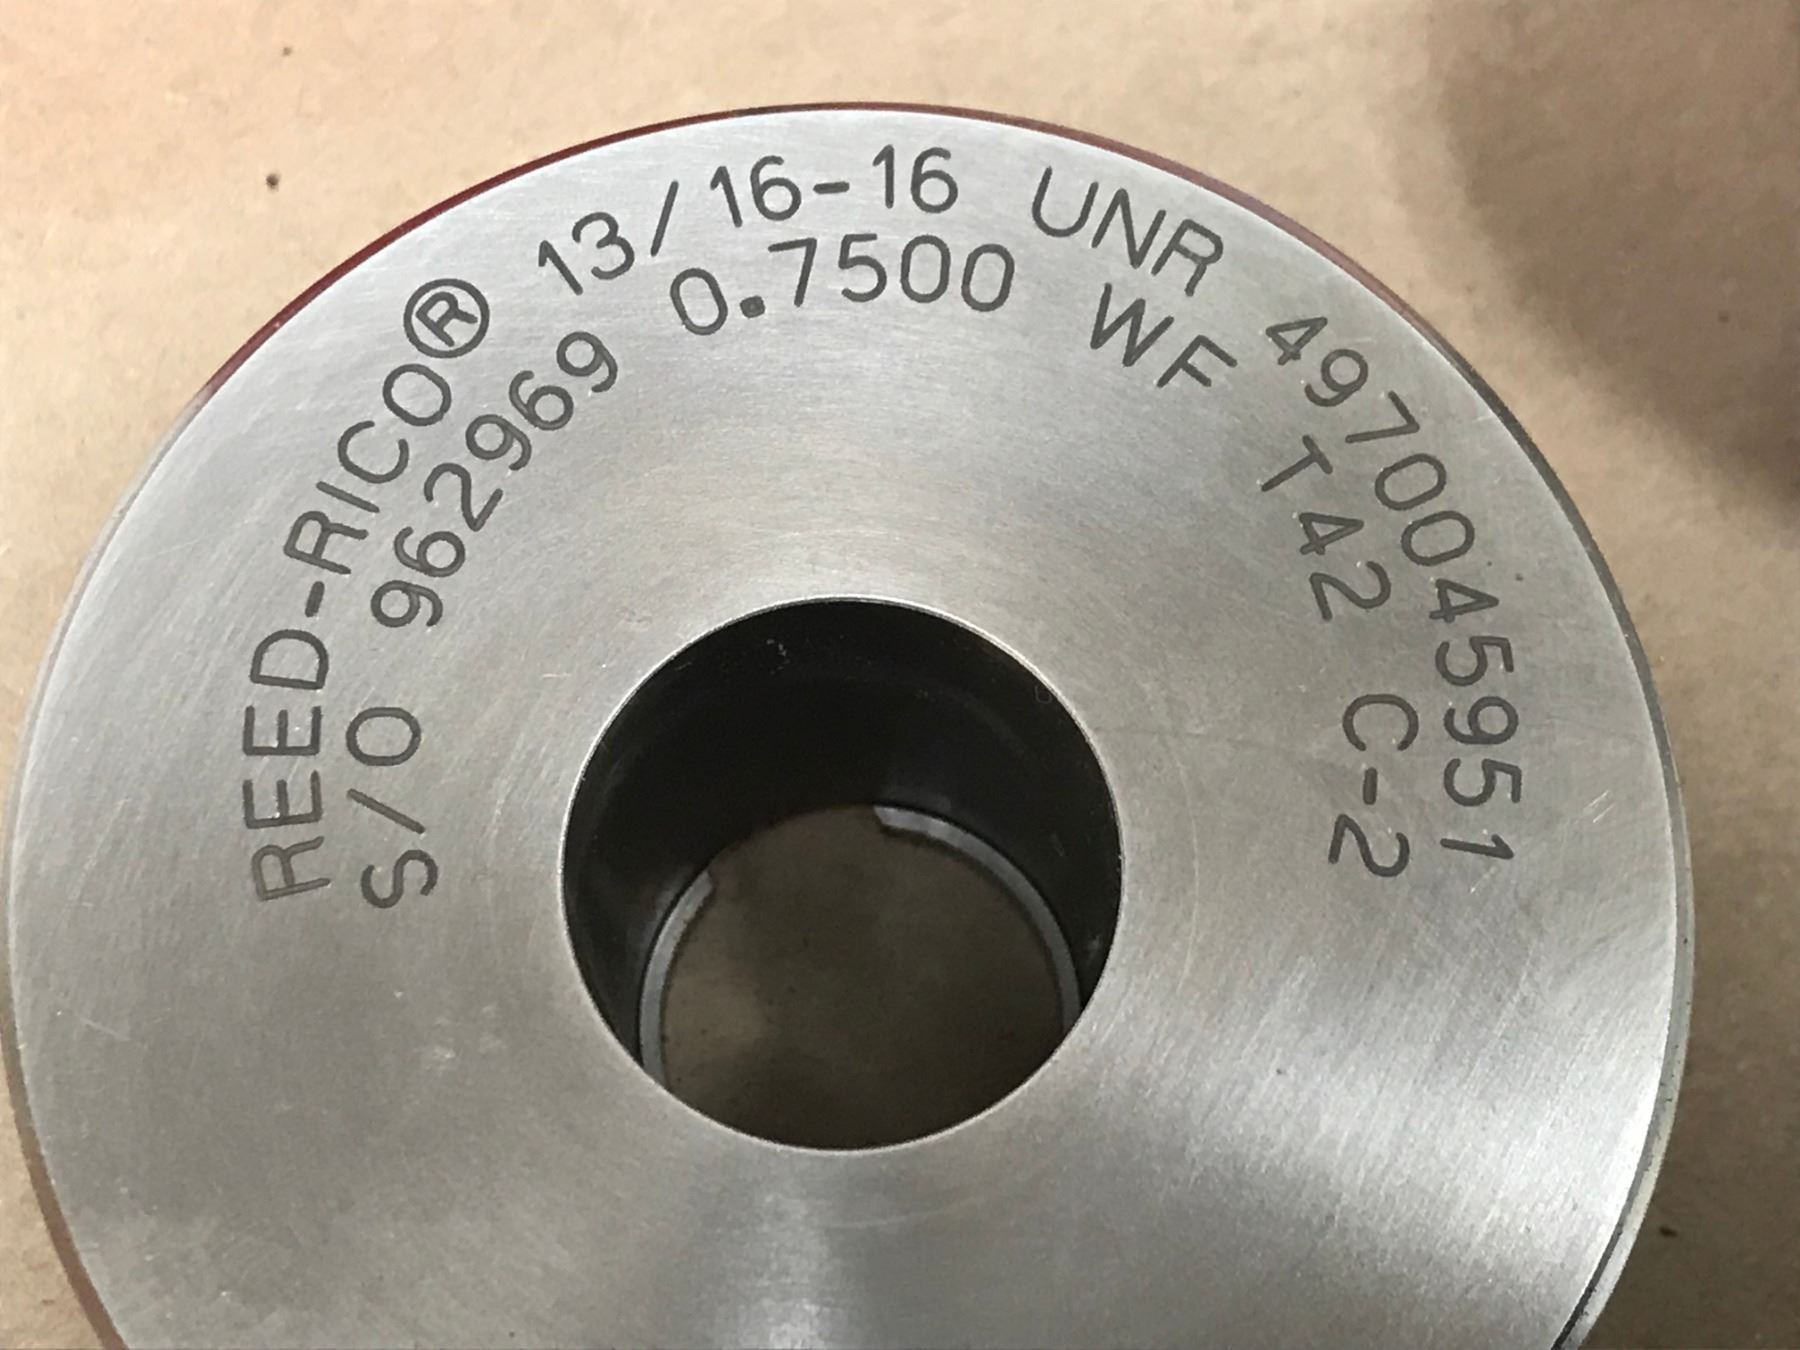 REED-RICO® 13/16-16 UNR 4970045951
S/O 962969 0.7500 WF T42 C-2